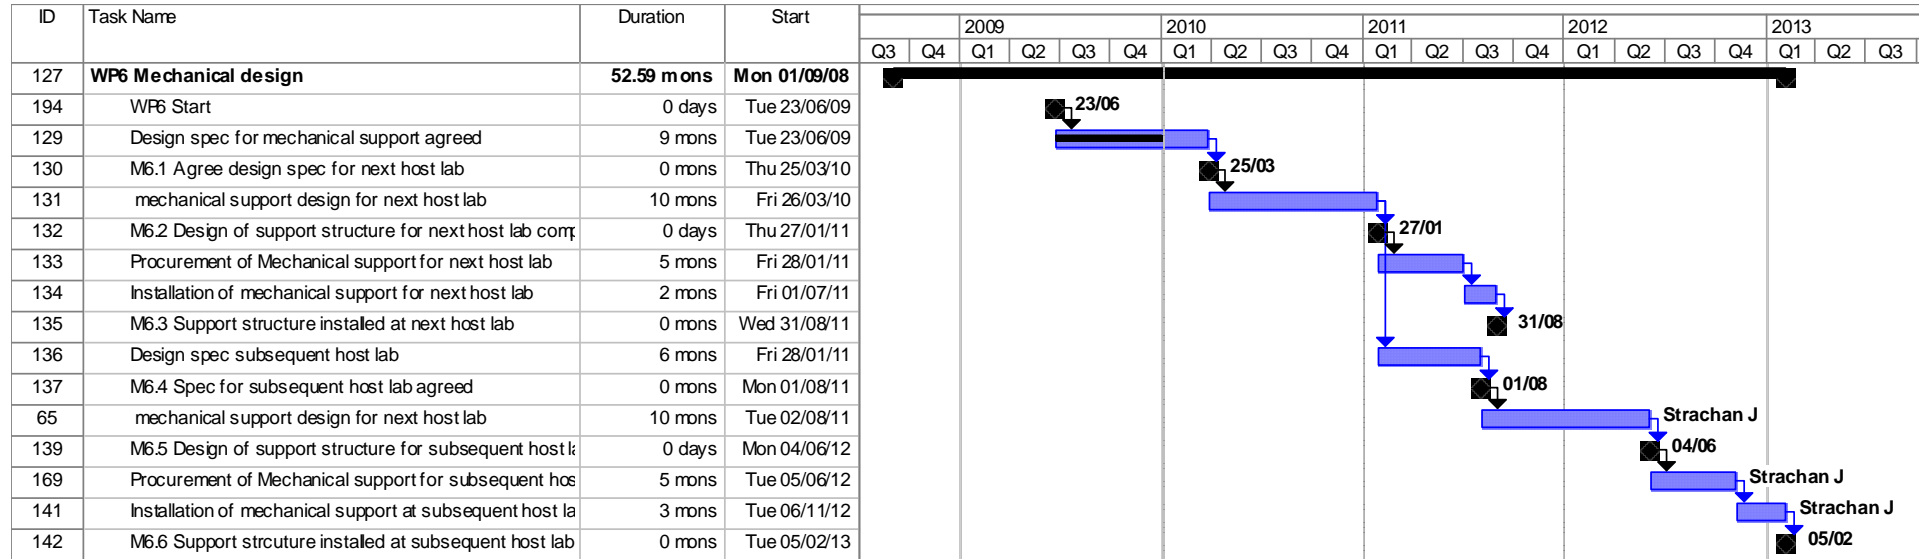 ID Task Name Duration Start
2009 2010 2011 2012 2013
Q3 Q4 Q1 Q2 Q3 Q4 Q1 Q2 Q3 Q4 Q1 Q2 Q3 Q4 Q1 Q2 Q3 Q4 Q1 Q2 Q3
127 WP6 Mechanical design 52.59 mons Mon 01/09/08
194 WP6 Start 0 days Tue 23/06/09 23/06
129 Design spec for mechanical support agreed 9 mons Tue 23/06/09
130 M6.1 Agree design spec for next host lab 0 mons Thu 25/03/10 25/03
131 mechanical support design for next host lab 10 mons Fri 26/03/10
132 M6.2 Design of support structure for next host lab comp 0 days Thu 27/01/11 27/01
133 Procurement of Mechanical support for next host lab 5 mons Fri 28/01/11
134 Installation of mechanical support for next host lab 2 mons Fri 01/07/11
135 M6.3 Support structure installed at next host lab 0 mons Wed 31/08/11 31/08
136 Design spec subsequent host lab 6 mons Fri 28/01/11
137 M6.4 Spec for subsequent host lab agreed 0 mons Mon 01/08/11 01/08
65 mechanical support design for next host lab 10 mons Tue 02/08/11 Strachan J
139 M6.5 Design of support structure for subsequent host la 0 days Mon 04/06/12 04/06
169 Procurement of Mechanical support for subsequent hos 5 mons Tue 05/06/12 Strachan J
141 Installation of mechanical support at subsequent host la 3 mons Tue 06/11/12 Strachan J
142 M6.6 Support strcuture installed at subsequent host lab 0 mons Tue 05/02/13 05/02